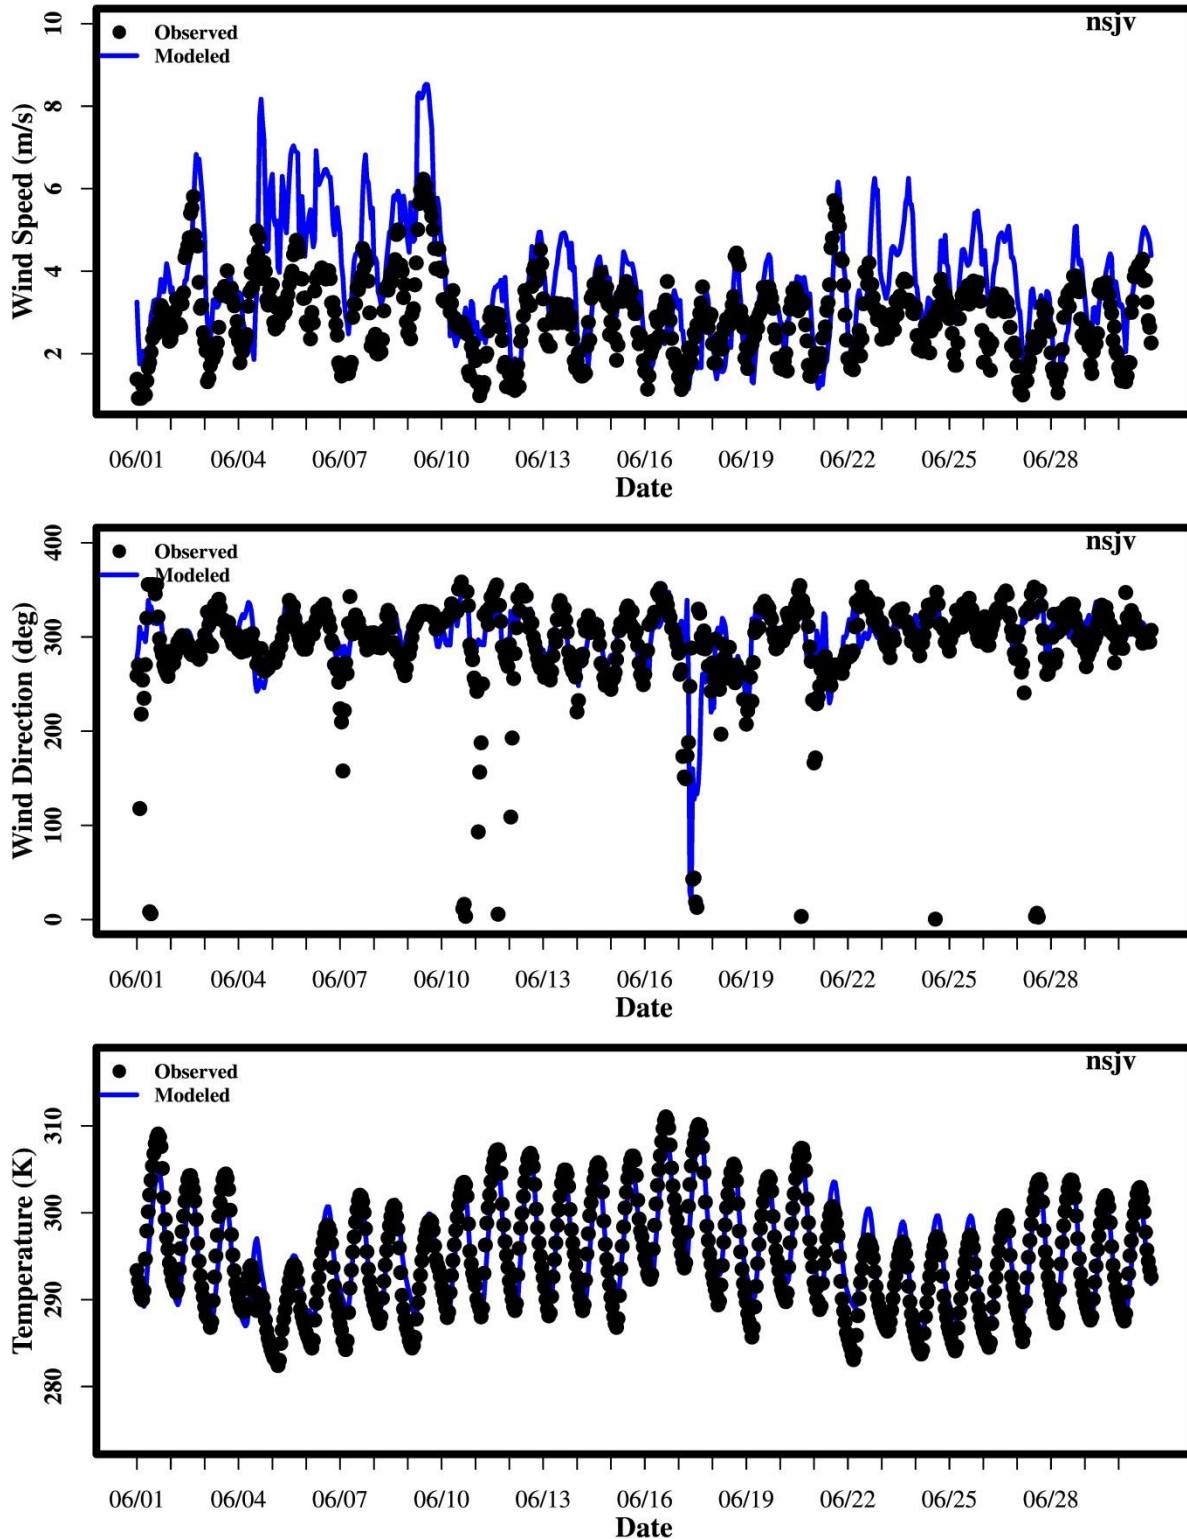 nsjv
Observed
Modeled
Wind Speed (m/s)
10
8
6
4
2
06/01 06/04 06/07 06/10 06/13 06/16 06/19 06/22 06/25 06/28
Date
nsjv
Observed
Modeled
Wind Direction (deg)
400
300
200
100
0
06/01 06/04 06/07 06/10 06/13 06/16 06/19 06/22 06/25 06/28
Date
nsjv
Observed
Modeled
Temperature (K)
310
300
290
280
06/01 06/04 06/07 06/10 06/13 06/16 06/19 06/22 06/25 06/28
Date